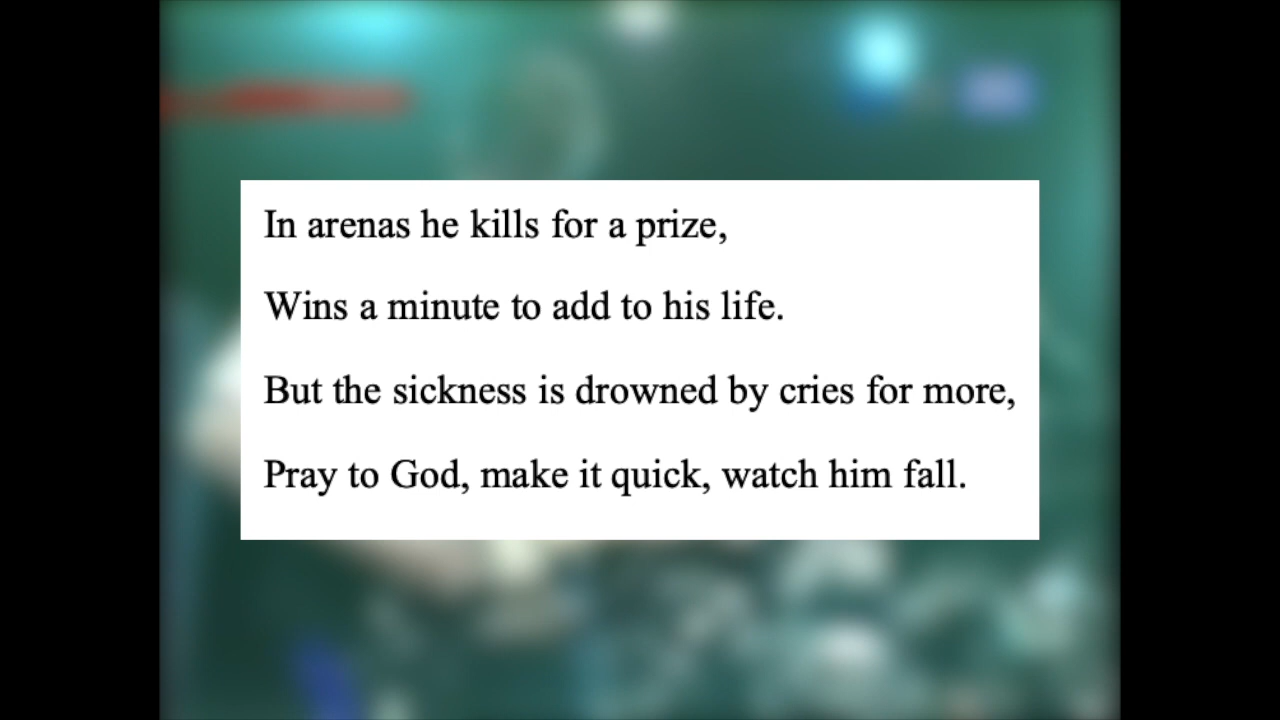 In arenas he kills for a prize,
Wins a minute to add to his life.
But the sickness is drowned by cries for more,
Pray to God, make it quick, watch him fall.